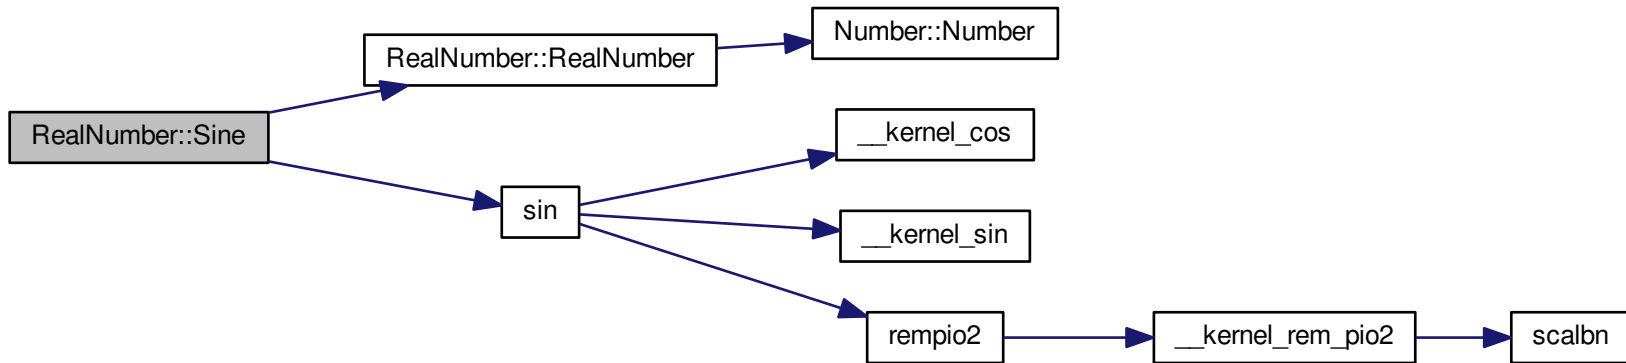 Number::Number
RealNumber::RealNumber
RealNumber::Sine
__kernel_cos
sin
__kernel_sin
rempio2
__kernel_rem_pio2
scalbn